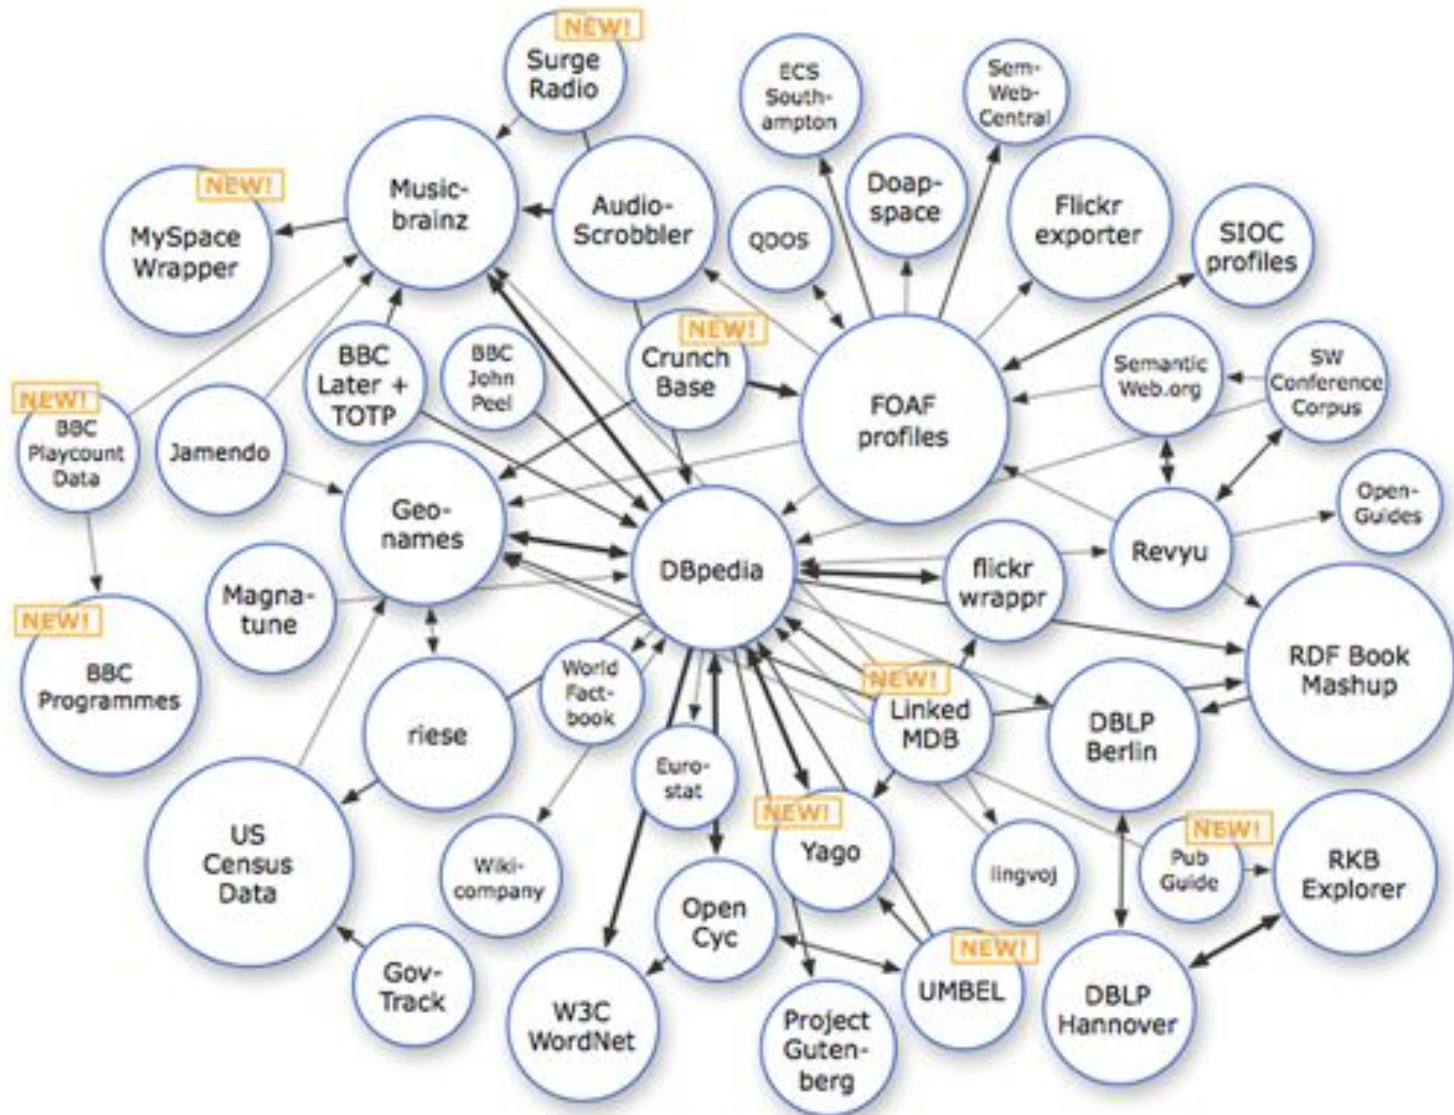 NEW!
Surge
Radio
ECS
South-
ampton
Sem-
Web-
Central
NEW!
MySpace
Wrapper
Music-
brainz
Audio-
Scrobbler
QDOS
Doap-
space
Flickr
exporter
SIOC
profiles
NEW!
BBC
Playcount
Data
Jamendo
BBC
Later +
TOTP
BBC
John
Peel
NEW!
Crunch
Base
FOAF
profiles
Semantic
Web.org
SW
Conference
Corpus
Open-
Guides
Geo-
names
Magna-
tune
DBpedia
flickr
wrappr
Revyu
NEW!
BBC
Programmes
riese
World
Fact-
book
NEW!
Linked
MDB
DBLP
Berlin
RDF Book
Mashup
US
Census
Data
Wiki-
company
Euro-
stat
NEW!
Yago
lingvoj
NEW!
Pub
Guide
RKB
Explorer
Gov-
Track
W3C
WordNet
Open
Cyc
Project
Guten-
berg
NEW!
UMBEL
DBLP
Hannover